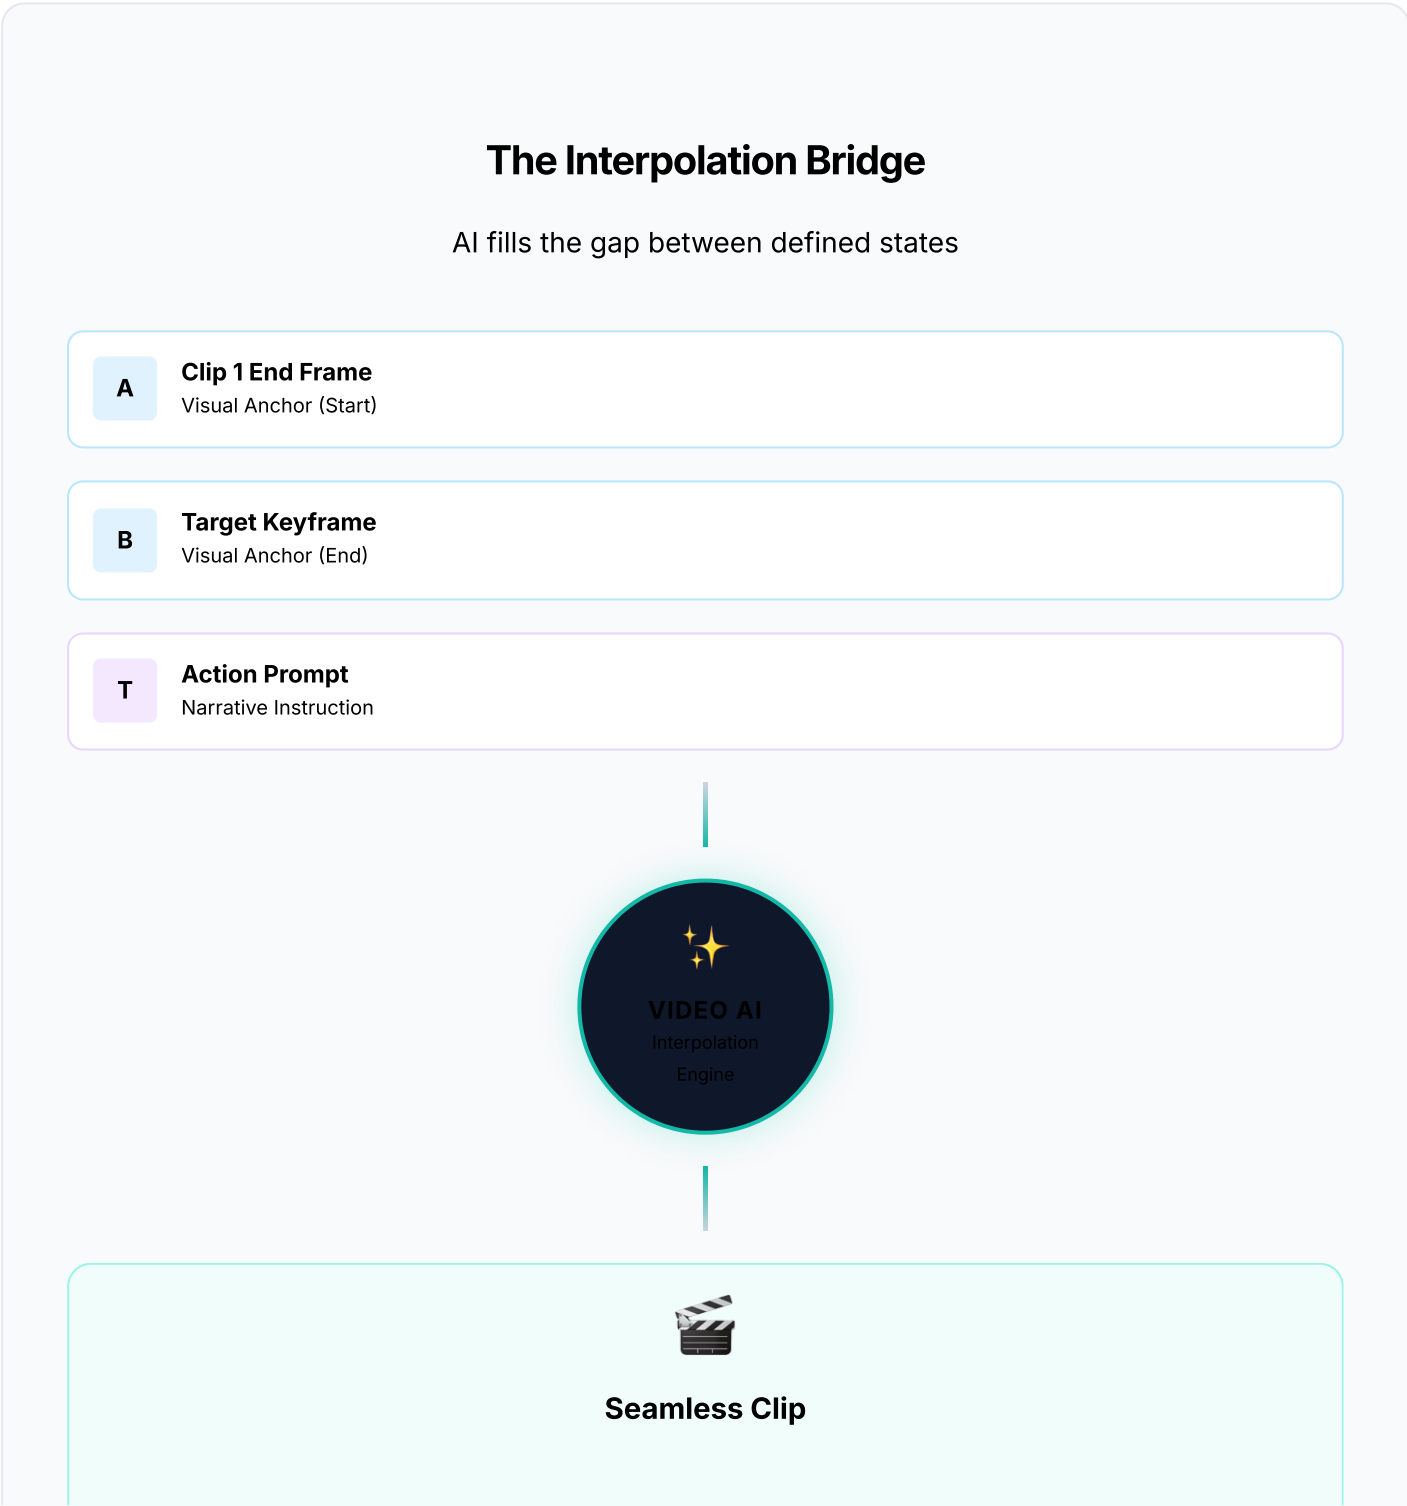 The Interpolation Bridge
AI fills the gap between defined states
A
Clip 1 End Frame
Visual Anchor (Start)
B
Target Keyframe
Visual Anchor (End)
T
Action Prompt
Narrative Instruction
VIDEO AI
Interpolation
Engine
Seamless Clip